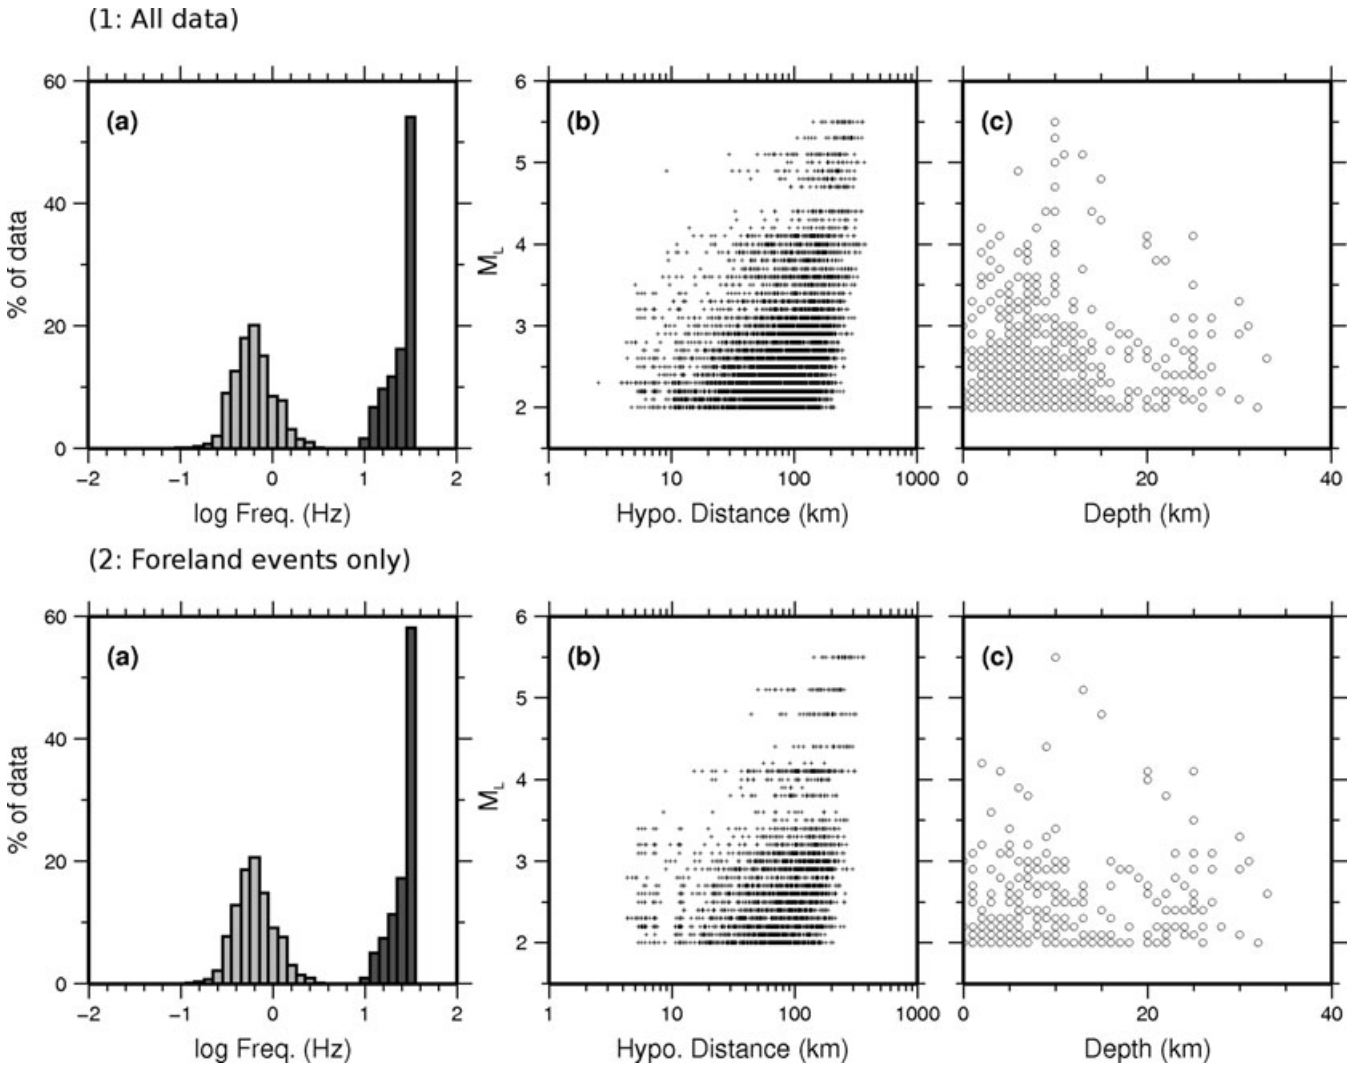 (1: All data)
(a)
% of data
60
40
20
0
−2 −1 0 1 2
log Freq. (Hz)
(b)
M_L
6
5
4
3
2
1 10 100 1000
Hypo. Distance (km)
(c)
0 20 40
Depth (km)
(2: Foreland events only)
(a)
% of data
60
40
20
0
−2 −1 0 1 2
log Freq. (Hz)
(b)
M_L
6
5
4
3
2
1 10 100 1000
Hypo. Distance (km)
(c)
0 20 40
Depth (km)